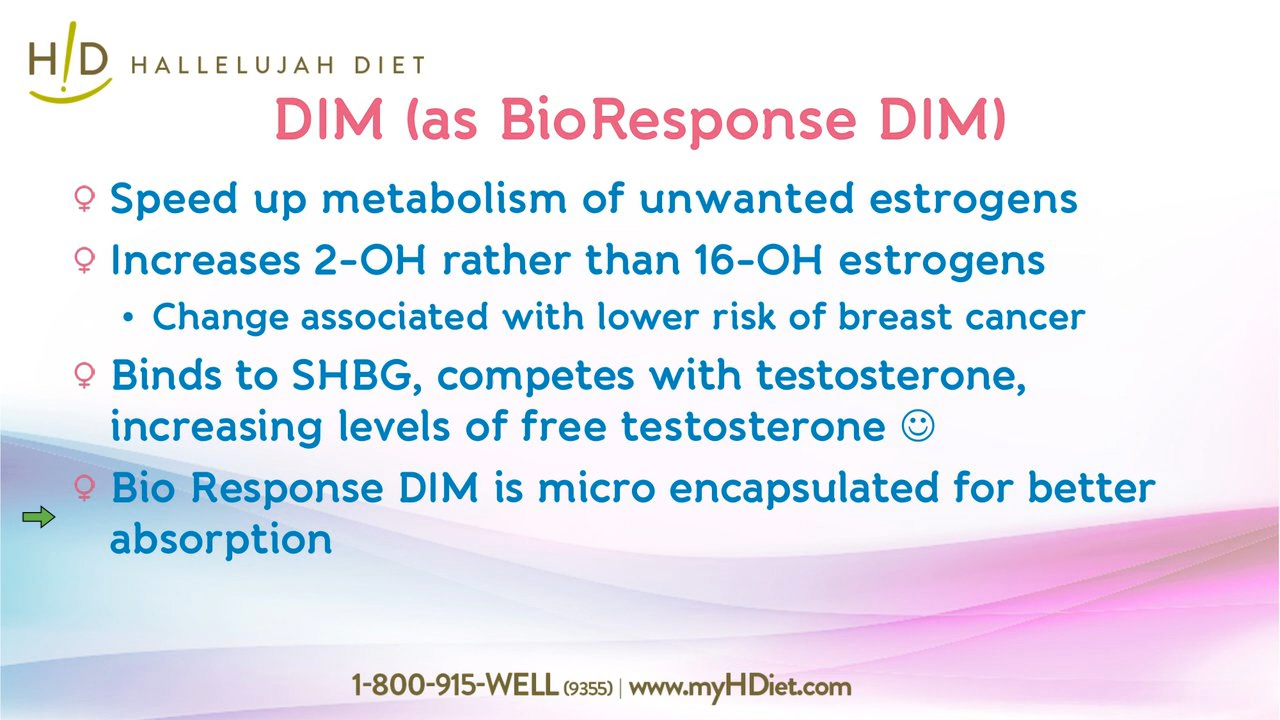 H!D HALLELUJAH DIET
DIM (as BioResponse DIM)
♀ Speed up metabolism of unwanted estrogens
♀ Increases 2-OH rather than 16-OH estrogens
• Change associated with lower risk of breast cancer
♀ Binds to SHBG, competes with testosterone,
increasing levels of free testosterone ☺
♀ Bio Response DIM is micro encapsulated for better
absorption
1-800-915-WELL (9355) | www.myHDiet.com